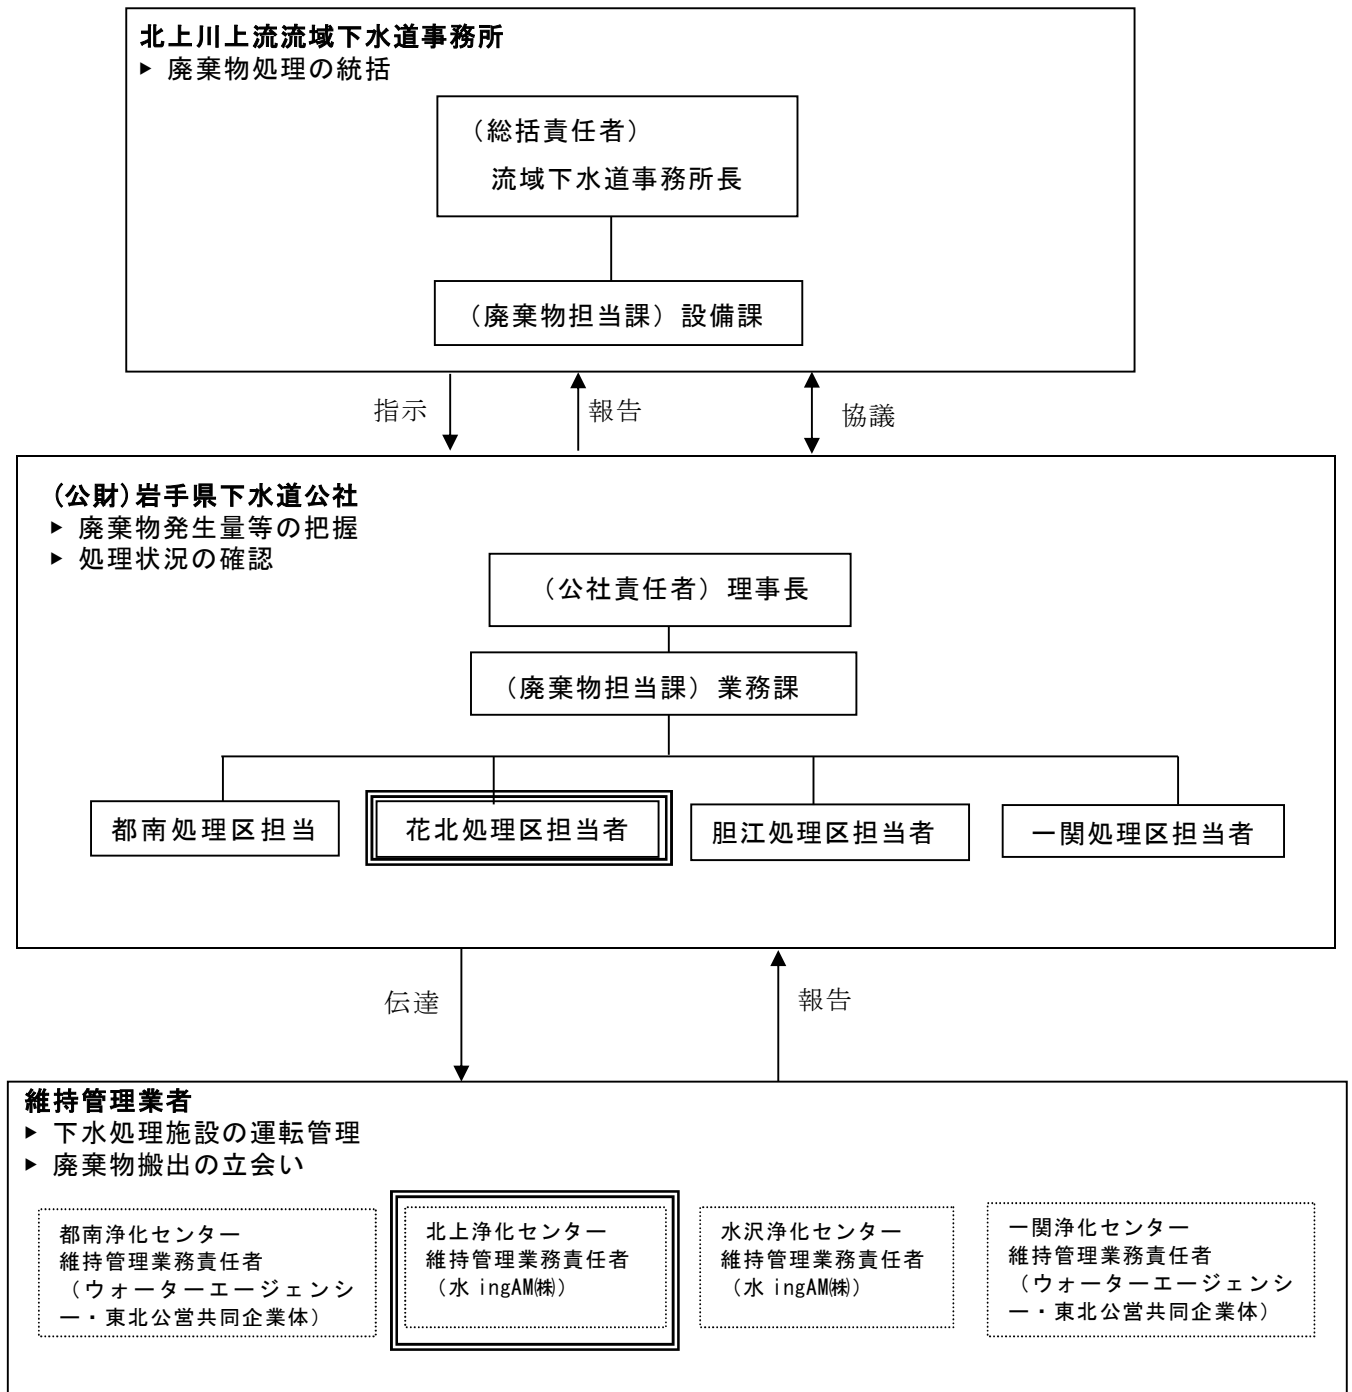 北上川上流流域下水道事務所
▶ 廃棄物処理の統括
（総括責任者）
流域下水道事務所長
（廃棄物担当課）設備課
指示
報告
協議
(公財)岩手県下水道公社
▶ 廃棄物発生量等の把握
▶ 処理状況の確認
（公社責任者）理事長
（廃棄物担当課）業務課
都南処理区担当
花北処理区担当者
胆江処理区担当者
一関処理区担当者
伝達
報告
維持管理業者
▶ 下水処理施設の運転管理
▶ 廃棄物搬出の立会い
都南浄化センター
維持管理業務責任者
（ウォーターエージェンシ
ー・東北公営共同企業体）
北上浄化センター
維持管理業務責任者
（水 ingAM㈱）
水沢浄化センター
維持管理業務責任者
（水 ingAM㈱）
一関浄化センター
維持管理業務責任者
（ウォーターエージェンシ
ー・東北公営共同企業体）